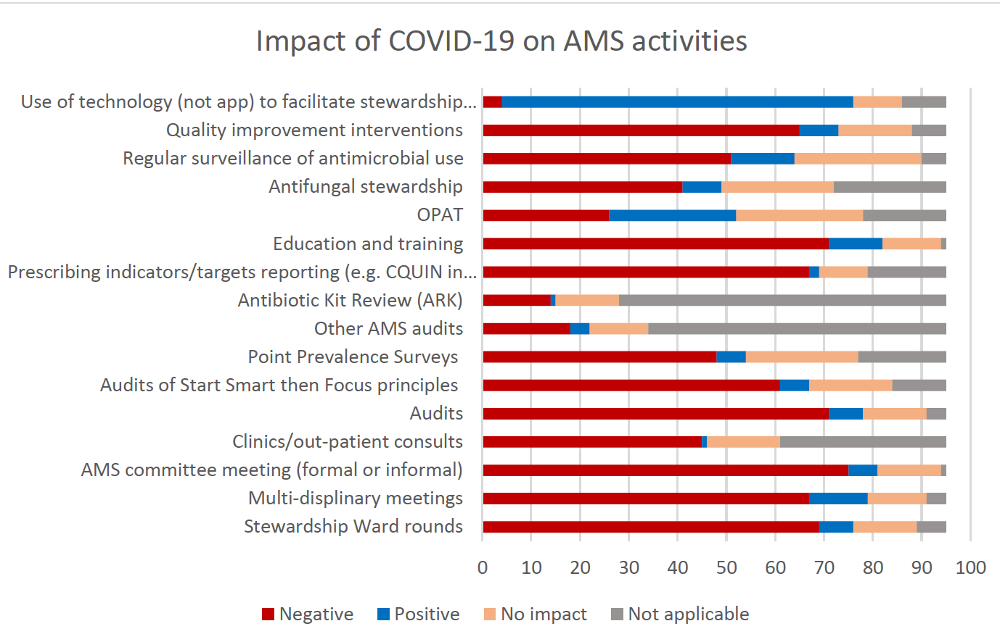 Impact of COVID-19 on AMS activities
Use of technology (not app) to facilitate stewardship...
Quality improvement interventions
Regular surveillance of antimicrobial use
Antifungal stewardship
OPAT
Education and training
Prescribing indicators/targets reporting (e.g. CQUIN in...
Antibiotic Kit Review (ARK)
Other AMS audits
Point Prevalence Surveys
Audits of Start Smart then Focus principles
Audits
Clinics/out-patient consults
AMS committee meeting (formal or informal)
Multi-displinary meetings
Stewardship Ward rounds
0 10 20 30 40 50 60 70 80 90 100
Negative Positive No impact Not applicable